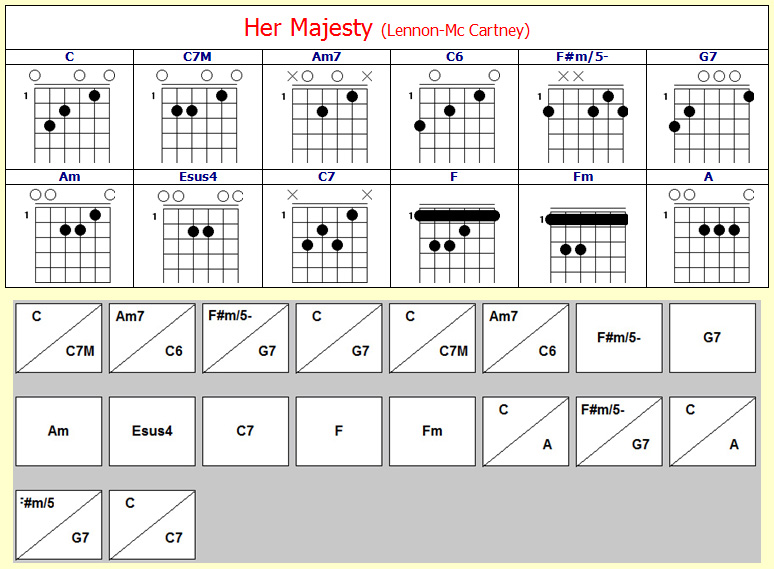 Her Majesty (Lennon-Mc Cartney)
C C7M Am7 C6 F#m/5- G7
1 1 1 1 1 1
Am Esus4 C7 F Fm A
1 1 1 1 1 1
C C7M Am7 C6 F#m/5- G7 C G7 C C7M Am7 C6 F#m/5- G7
Am Esus4 C7 F Fm C A F#m/5- G7 C A
F#m/5 G7 C C7